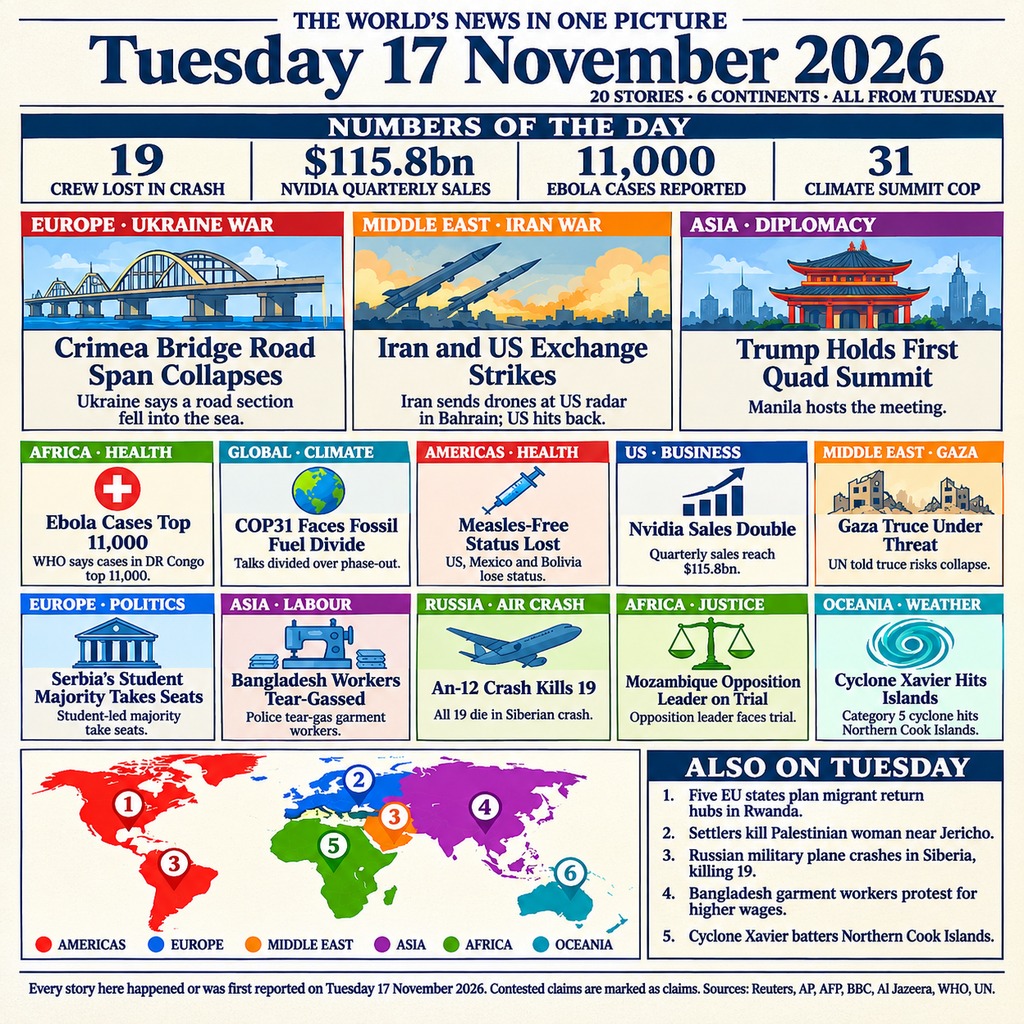 THE WORLD'S NEWS IN ONE PICTURE
Tuesday 17 November 2026
20 STORIES · 6 CONTINENTS · ALL FROM TUESDAY
NUMBERS OF THE DAY
19
CREW LOST IN CRASH
$115.8bn
NVIDIA QUARTERLY SALES
11,000
EBOLA CASES REPORTED
31
CLIMATE SUMMIT COP
EUROPE · UKRAINE WAR
Crimea Bridge Road
Span Collapses
Ukraine says a road section
fell into the sea.
MIDDLE EAST · IRAN WAR
Iran and US Exchange
Strikes
Iran sends drones at US radar
in Bahrain; US hits back.
ASIA · DIPLOMACY
Trump Holds First
Quad Summit
Manila hosts the meeting.
AFRICA · HEALTH
Ebola Cases Top
11,000
WHO says cases in DR Congo
top 11,000.
GLOBAL · CLIMATE
COP31 Faces Fossil
Fuel Divide
Talks divided over phase-out.
AMERICAS · HEALTH
Measles-Free
Status Lost
US, Mexico and Bolivia
lose status.
US · BUSINESS
Nvidia Sales Double
Quarterly sales reach
$115.8bn.
MIDDLE EAST · GAZA
Gaza Truce Under
Threat
UN told truce risks collapse.
EUROPE · POLITICS
Serbia's Student
Majority Takes Seats
Student-led majority
take seats.
ASIA · LABOUR
Bangladesh Workers
Tear-Gassed
Police tear-gas garment
workers.
RUSSIA · AIR CRASH
An-12 Crash Kills 19
All 19 die in Siberian crash.
AFRICA · JUSTICE
Mozambique Opposition
Leader on Trial
Opposition leader faces trial.
OCEANIA · WEATHER
Cyclone Xavier Hits
Islands
Category 5 cyclone hits
Northern Cook Islands.
1
2
3
4
3
5
6
AMERICAS
EUROPE
MIDDLE EAST
ASIA
AFRICA
OCEANIA
ALSO ON TUESDAY
1. Five EU states plan migrant return
hubs in Rwanda.
2. Settlers kill Palestinian woman near Jericho.
3. Russian military plane crashes in Siberia,
killing 19.
4. Bangladesh garment workers protest for
higher wages.
5. Cyclone Xavier batters Northern Cook Islands.
Every story here happened or was first reported on Tuesday 17 November 2026. Contested claims are marked as claims. Sources: Reuters, AP, AFP, BBC, Al Jazeera, WHO, UN.